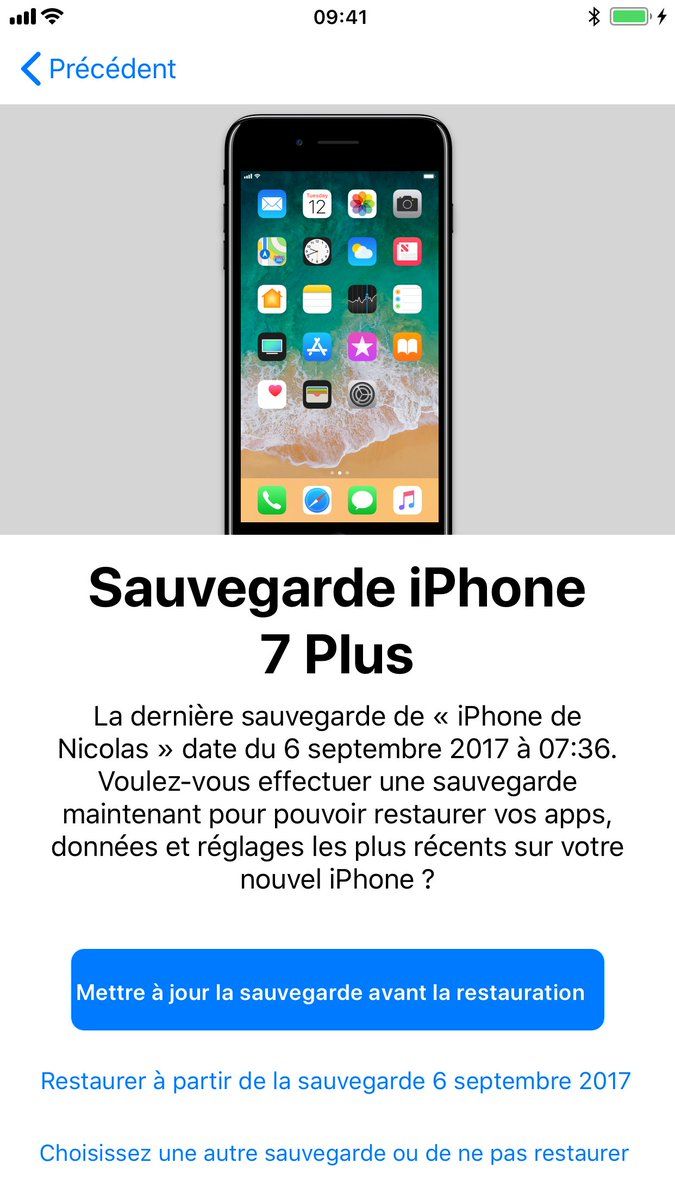 09:41
Précédent
Tuesday
12
Sauvegarde iPhone
7 Plus
La dernière sauvegarde de « iPhone de
Nicolas » date du 6 septembre 2017 à 07:36.
Voulez-vous effectuer une sauvegarde
maintenant pour pouvoir restaurer vos apps,
données et réglages les plus récents sur votre
nouvel iPhone ?
Mettre à jour la sauvegarde avant la restauration
Restaurer à partir de la sauvegarde 6 septembre 2017
Choisissez une autre sauvegarde ou de ne pas restaurer